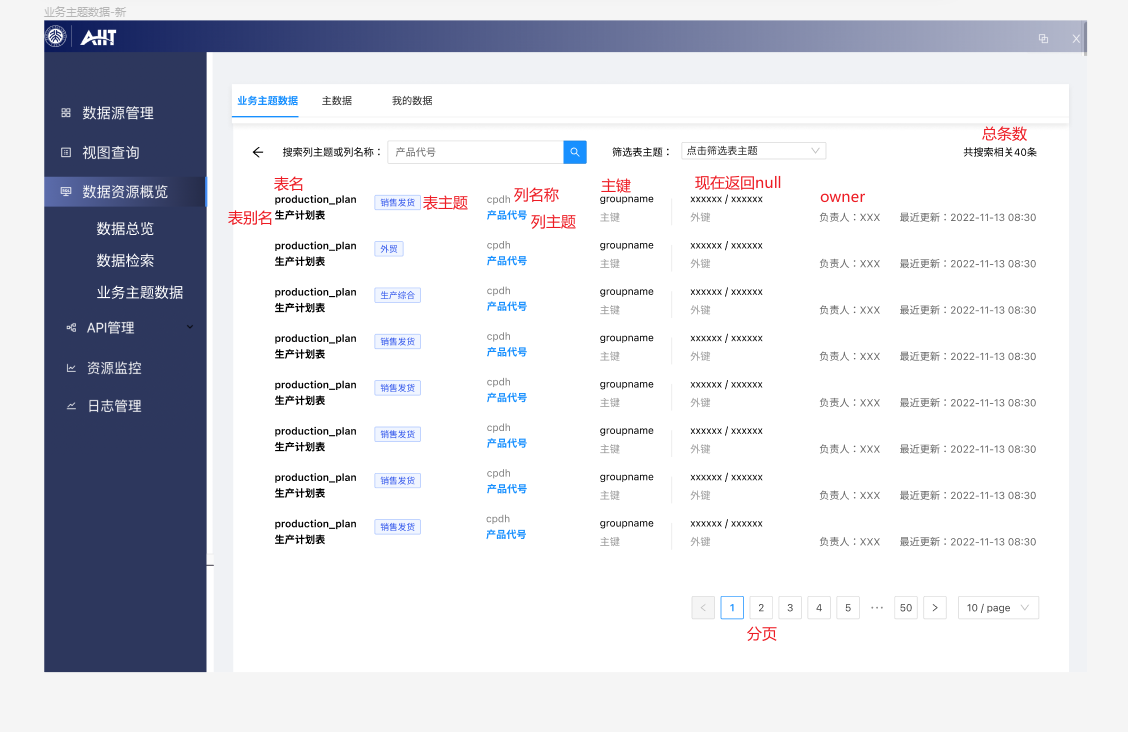 业务主题数据-新
AIIT
数据源管理
视图查询
数据资源概览
数据总览
数据检索
业务主题数据
API管理
资源监控
日志管理
业务主题数据 主数据 我的数据
总条数
搜索列主题或列名称： 产品代号 筛选表主题： 点击筛选表主题 共搜索相关40条
表名 主键 现在返回null
production_plan 销售发货 表主题 cpdh 列名称 groupname xxxxxx / xxxxxx owner
表别名 生产计划表 产品代号 列主题 主键 外键 负责人：XXX 最近更新：2022-11-13 08:30
production_plan 外贸 cpdh groupname xxxxxx / xxxxxx
生产计划表 产品代号 主键 外键 负责人：XXX 最近更新：2022-11-13 08:30
production_plan 生产综合 cpdh groupname xxxxxx / xxxxxx
生产计划表 产品代号 主键 外键 负责人：XXX 最近更新：2022-11-13 08:30
production_plan 销售发货 cpdh groupname xxxxxx / xxxxxx
生产计划表 产品代号 主键 外键 负责人：XXX 最近更新：2022-11-13 08:30
production_plan 销售发货 cpdh groupname xxxxxx / xxxxxx
生产计划表 产品代号 主键 外键 负责人：XXX 最近更新：2022-11-13 08:30
production_plan 销售发货 cpdh groupname xxxxxx / xxxxxx
生产计划表 产品代号 主键 外键 负责人：XXX 最近更新：2022-11-13 08:30
production_plan 销售发货 cpdh groupname xxxxxx / xxxxxx
生产计划表 产品代号 主键 外键 负责人：XXX 最近更新：2022-11-13 08:30
production_plan 销售发货 cpdh groupname xxxxxx / xxxxxx
生产计划表 产品代号 主键 外键 负责人：XXX 最近更新：2022-11-13 08:30
< 1 2 3 4 5 ··· 50 > 10 / page
分页